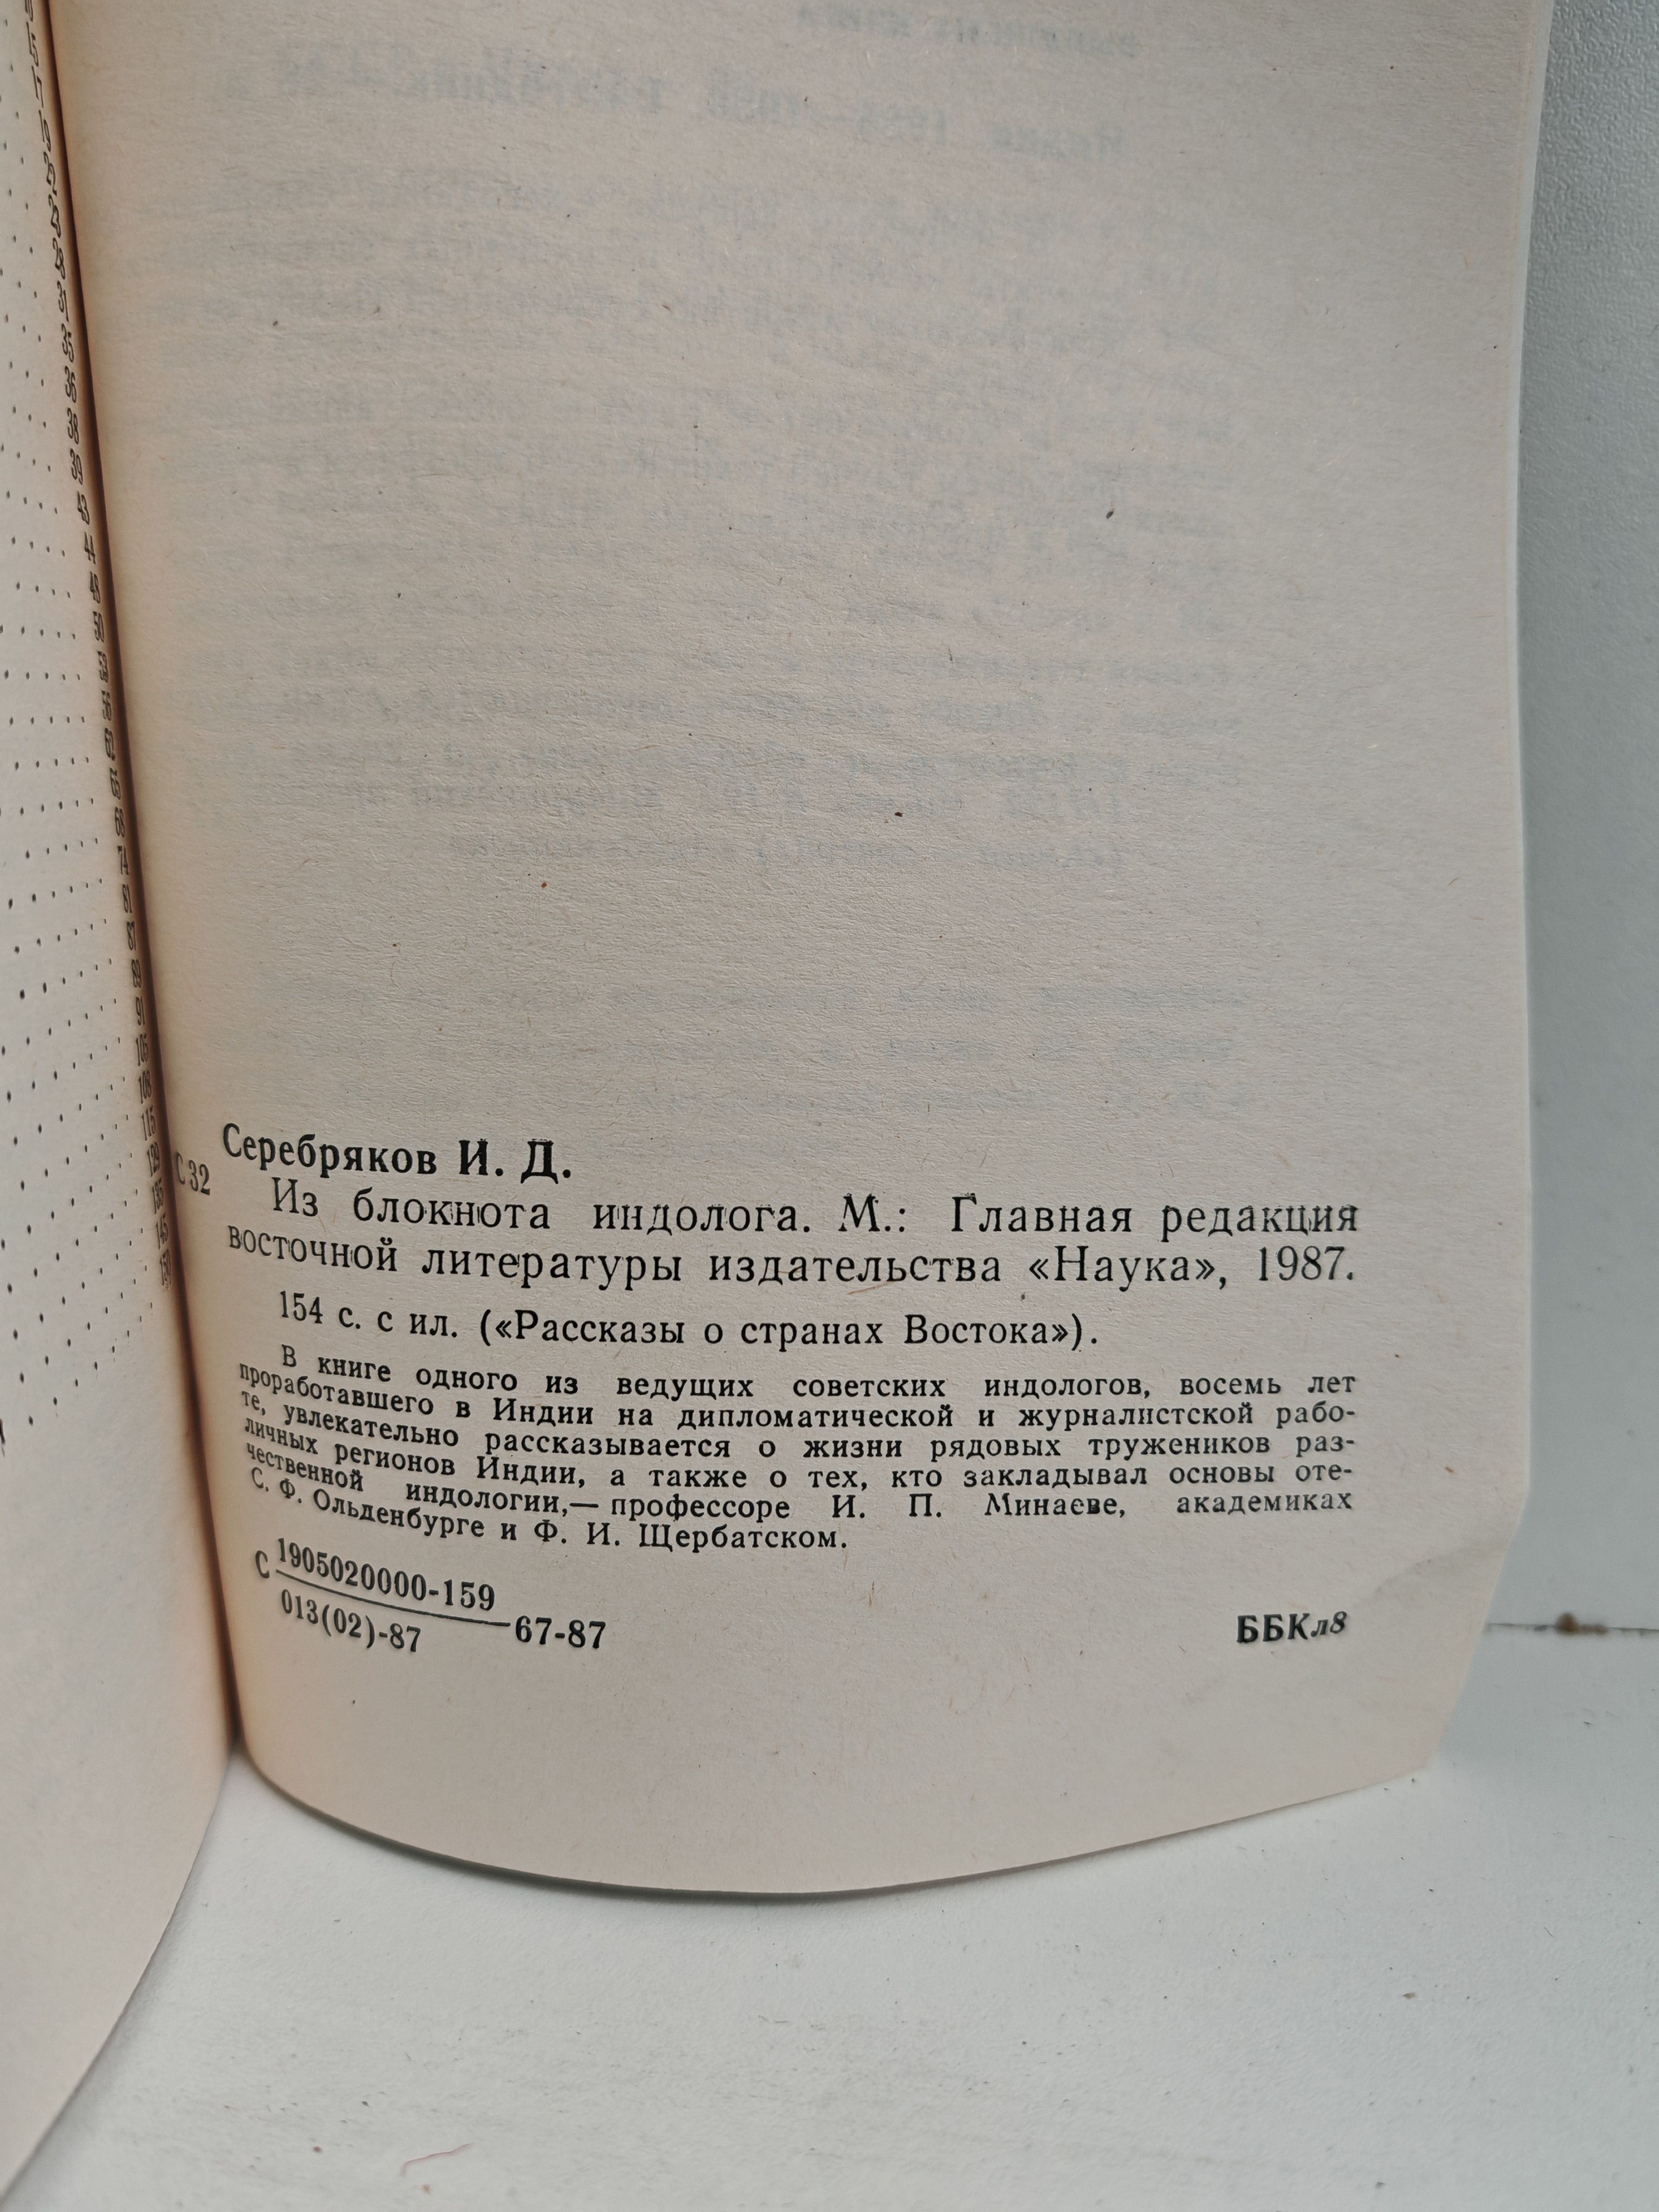 Серебряков И. Д.
С 32
Из блокнота индолога. М.: Главная редакция
восточной литературы издательства «Наука», 1987.
154 с. с ил. («Рассказы о странах Востока»).
В книге одного из ведущих советских индологов, восемь лет
проработавшего в Индии на дипломатической и журналистской рабо-
те, увлекательно рассказывается о жизни рядовых тружеников раз-
личных регионов Индии, а также о тех, кто закладывал основы оте-
чественной индологии,— профессоре И. П. Минаеве, академиках
С. Ф. Ольденбурге и Ф. И. Щербатском.
С 1905020000-159
013(02)-87 67-87
ББКл8